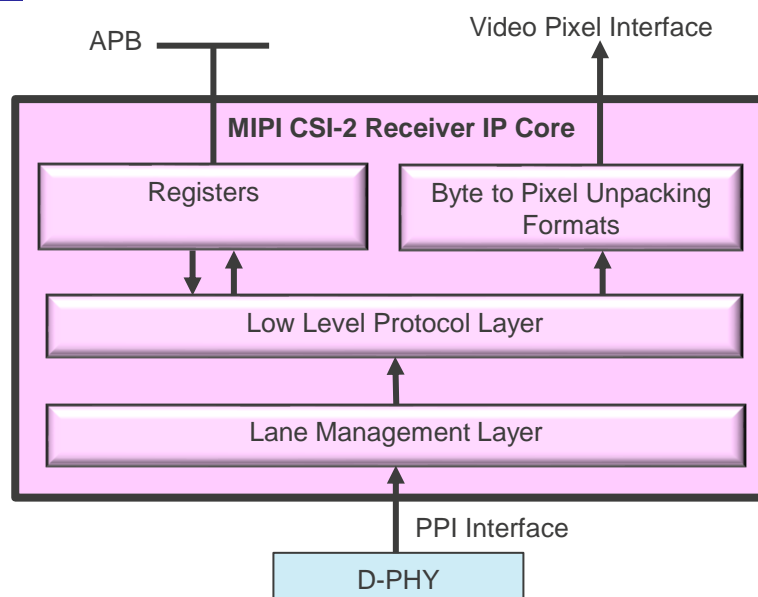 APB
Video Pixel Interface
MIPI CSI-2 Receiver IP Core
Registers
Byte to Pixel Unpacking
Formats
Low Level Protocol Layer
Lane Management Layer
PPI Interface
D-PHY